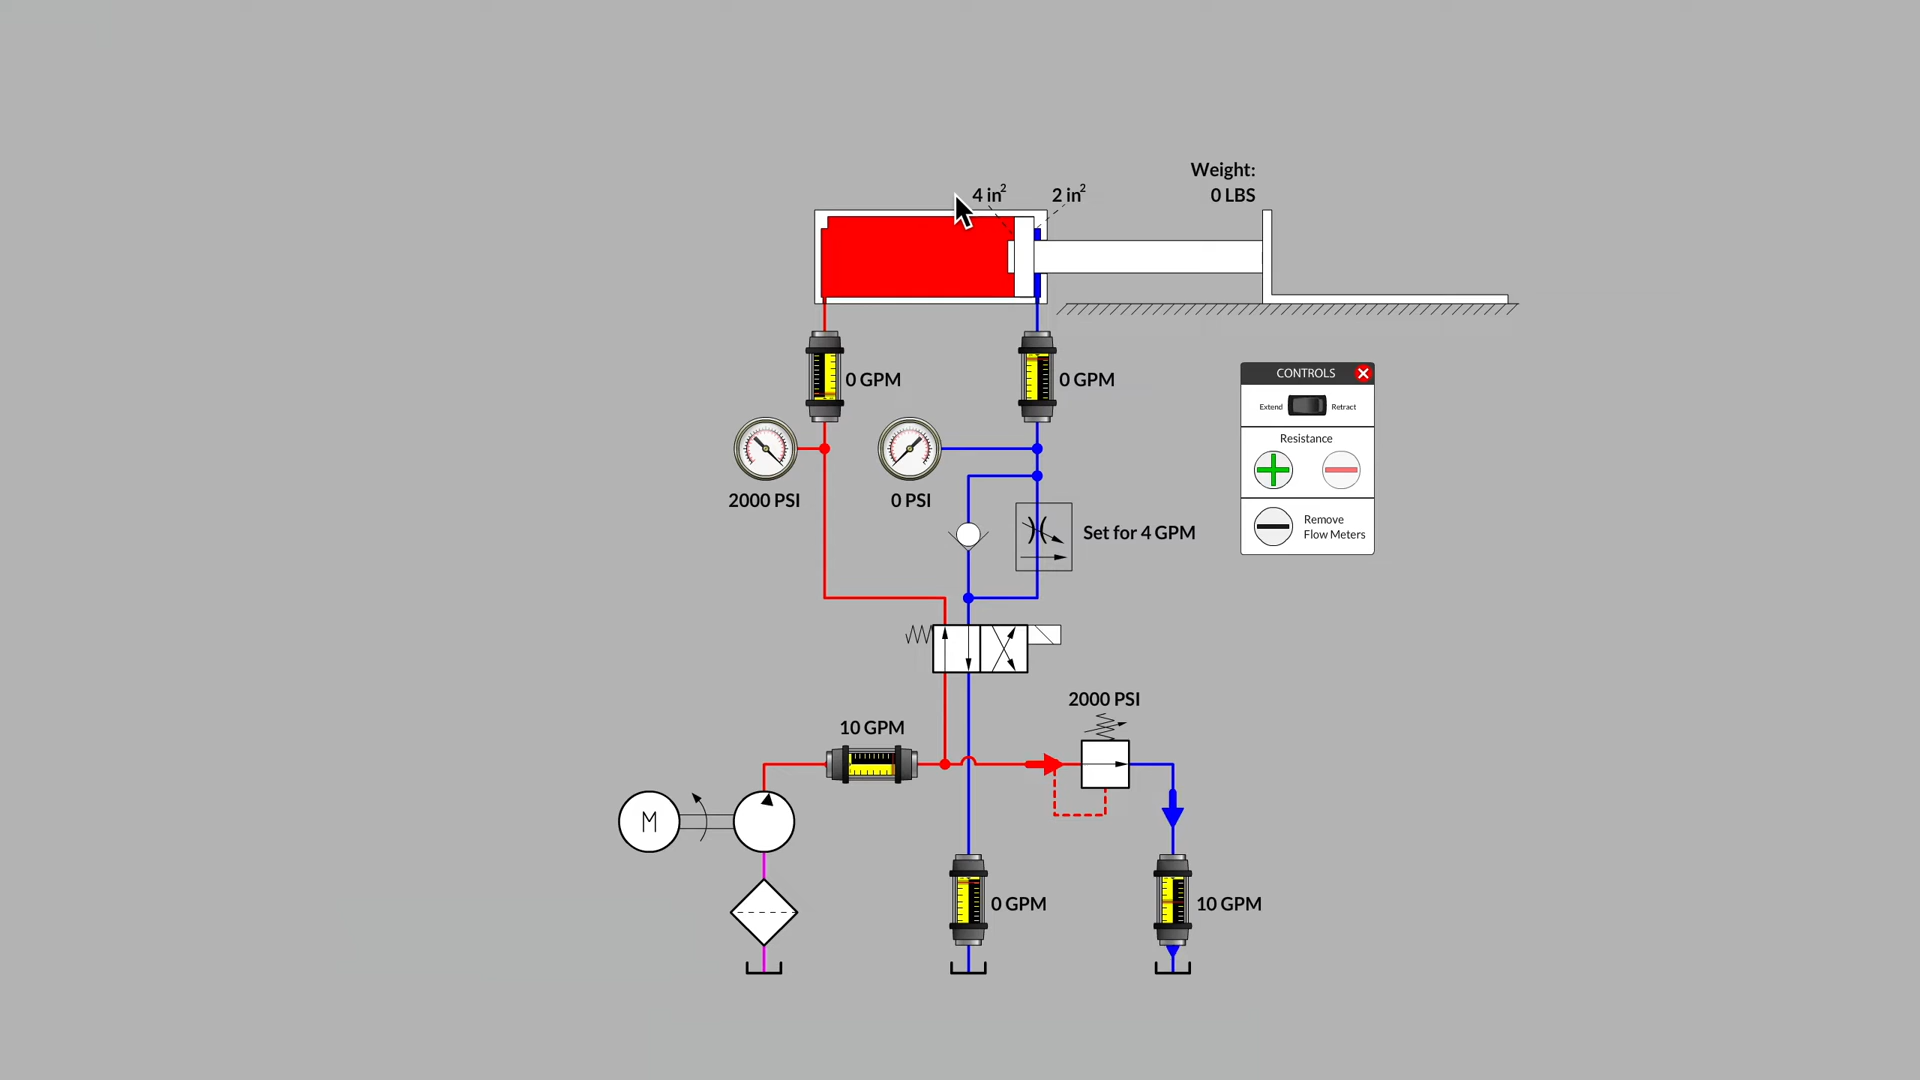 Weight:
0 LBS
4 in²
2 in²
0 GPM
0 GPM
CONTROLS
Extend
Retract
Resistance
Remove
Flow Meters
2000 PSI
0 PSI
Set for 4 GPM
2000 PSI
10 GPM
M
0 GPM
10 GPM